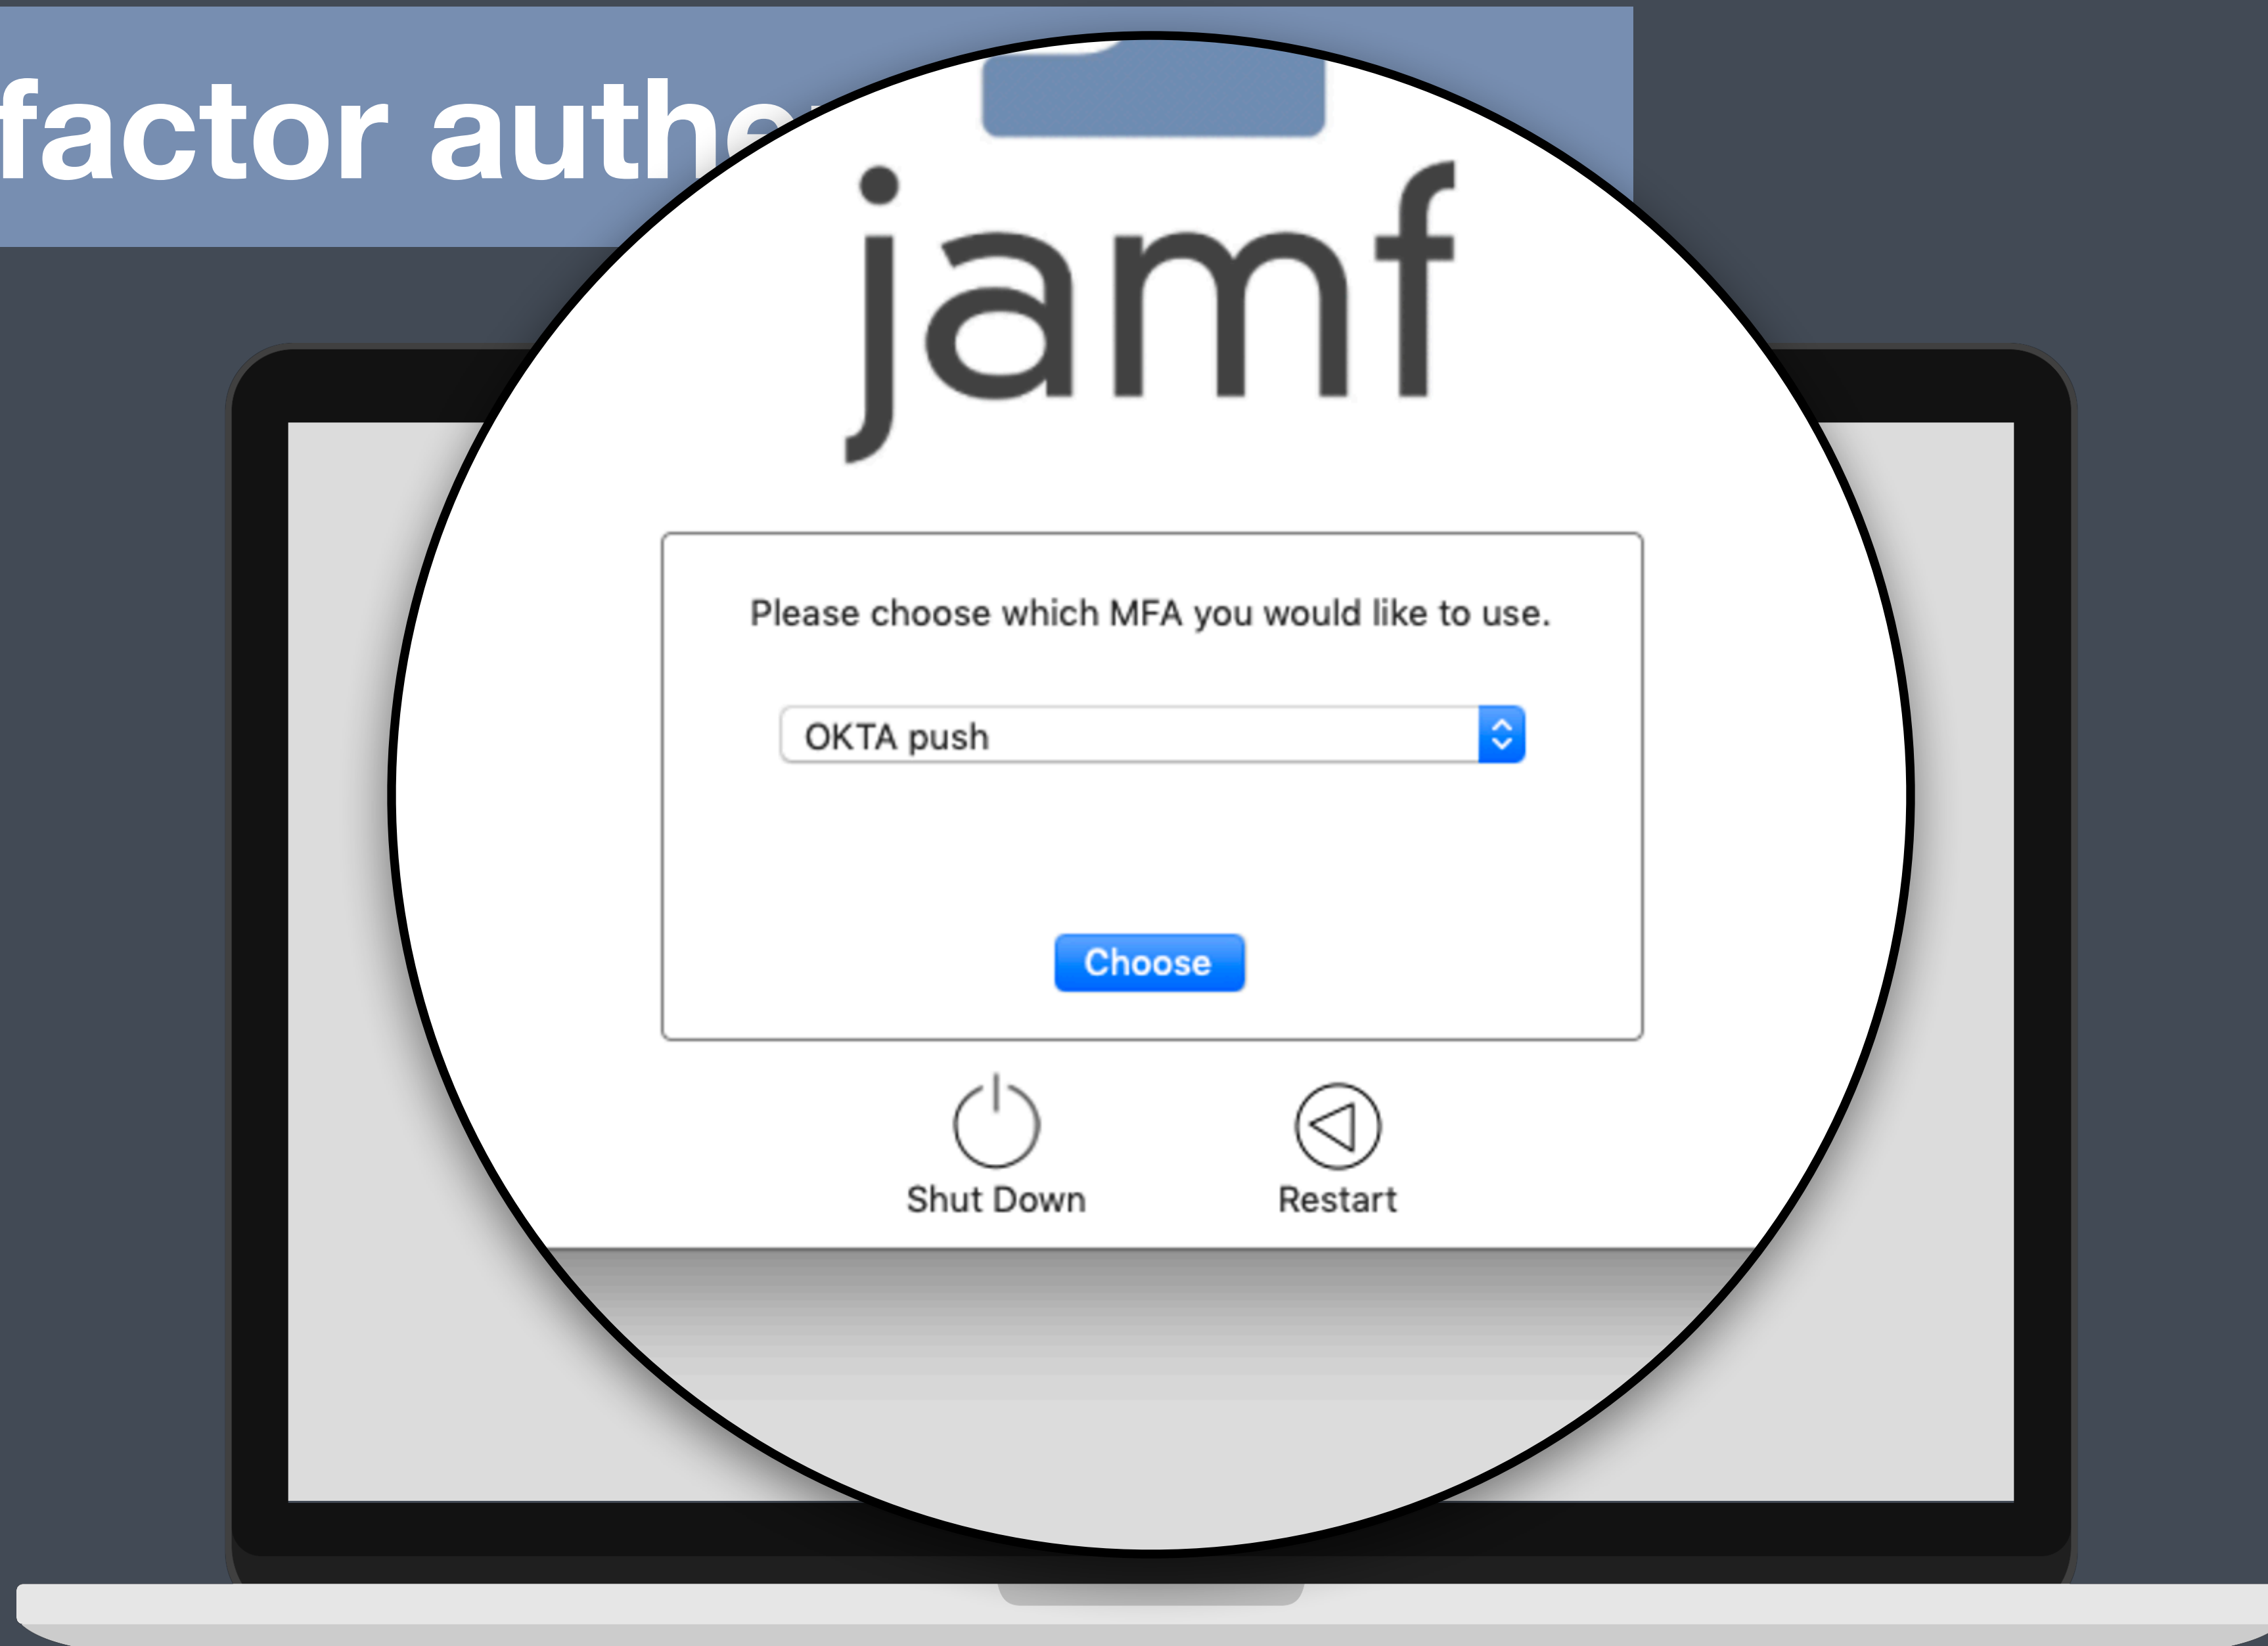 factor authe
jamf
Please choose which MFA you would like to use.
OKTA push
Choose
Shut Down
Restart